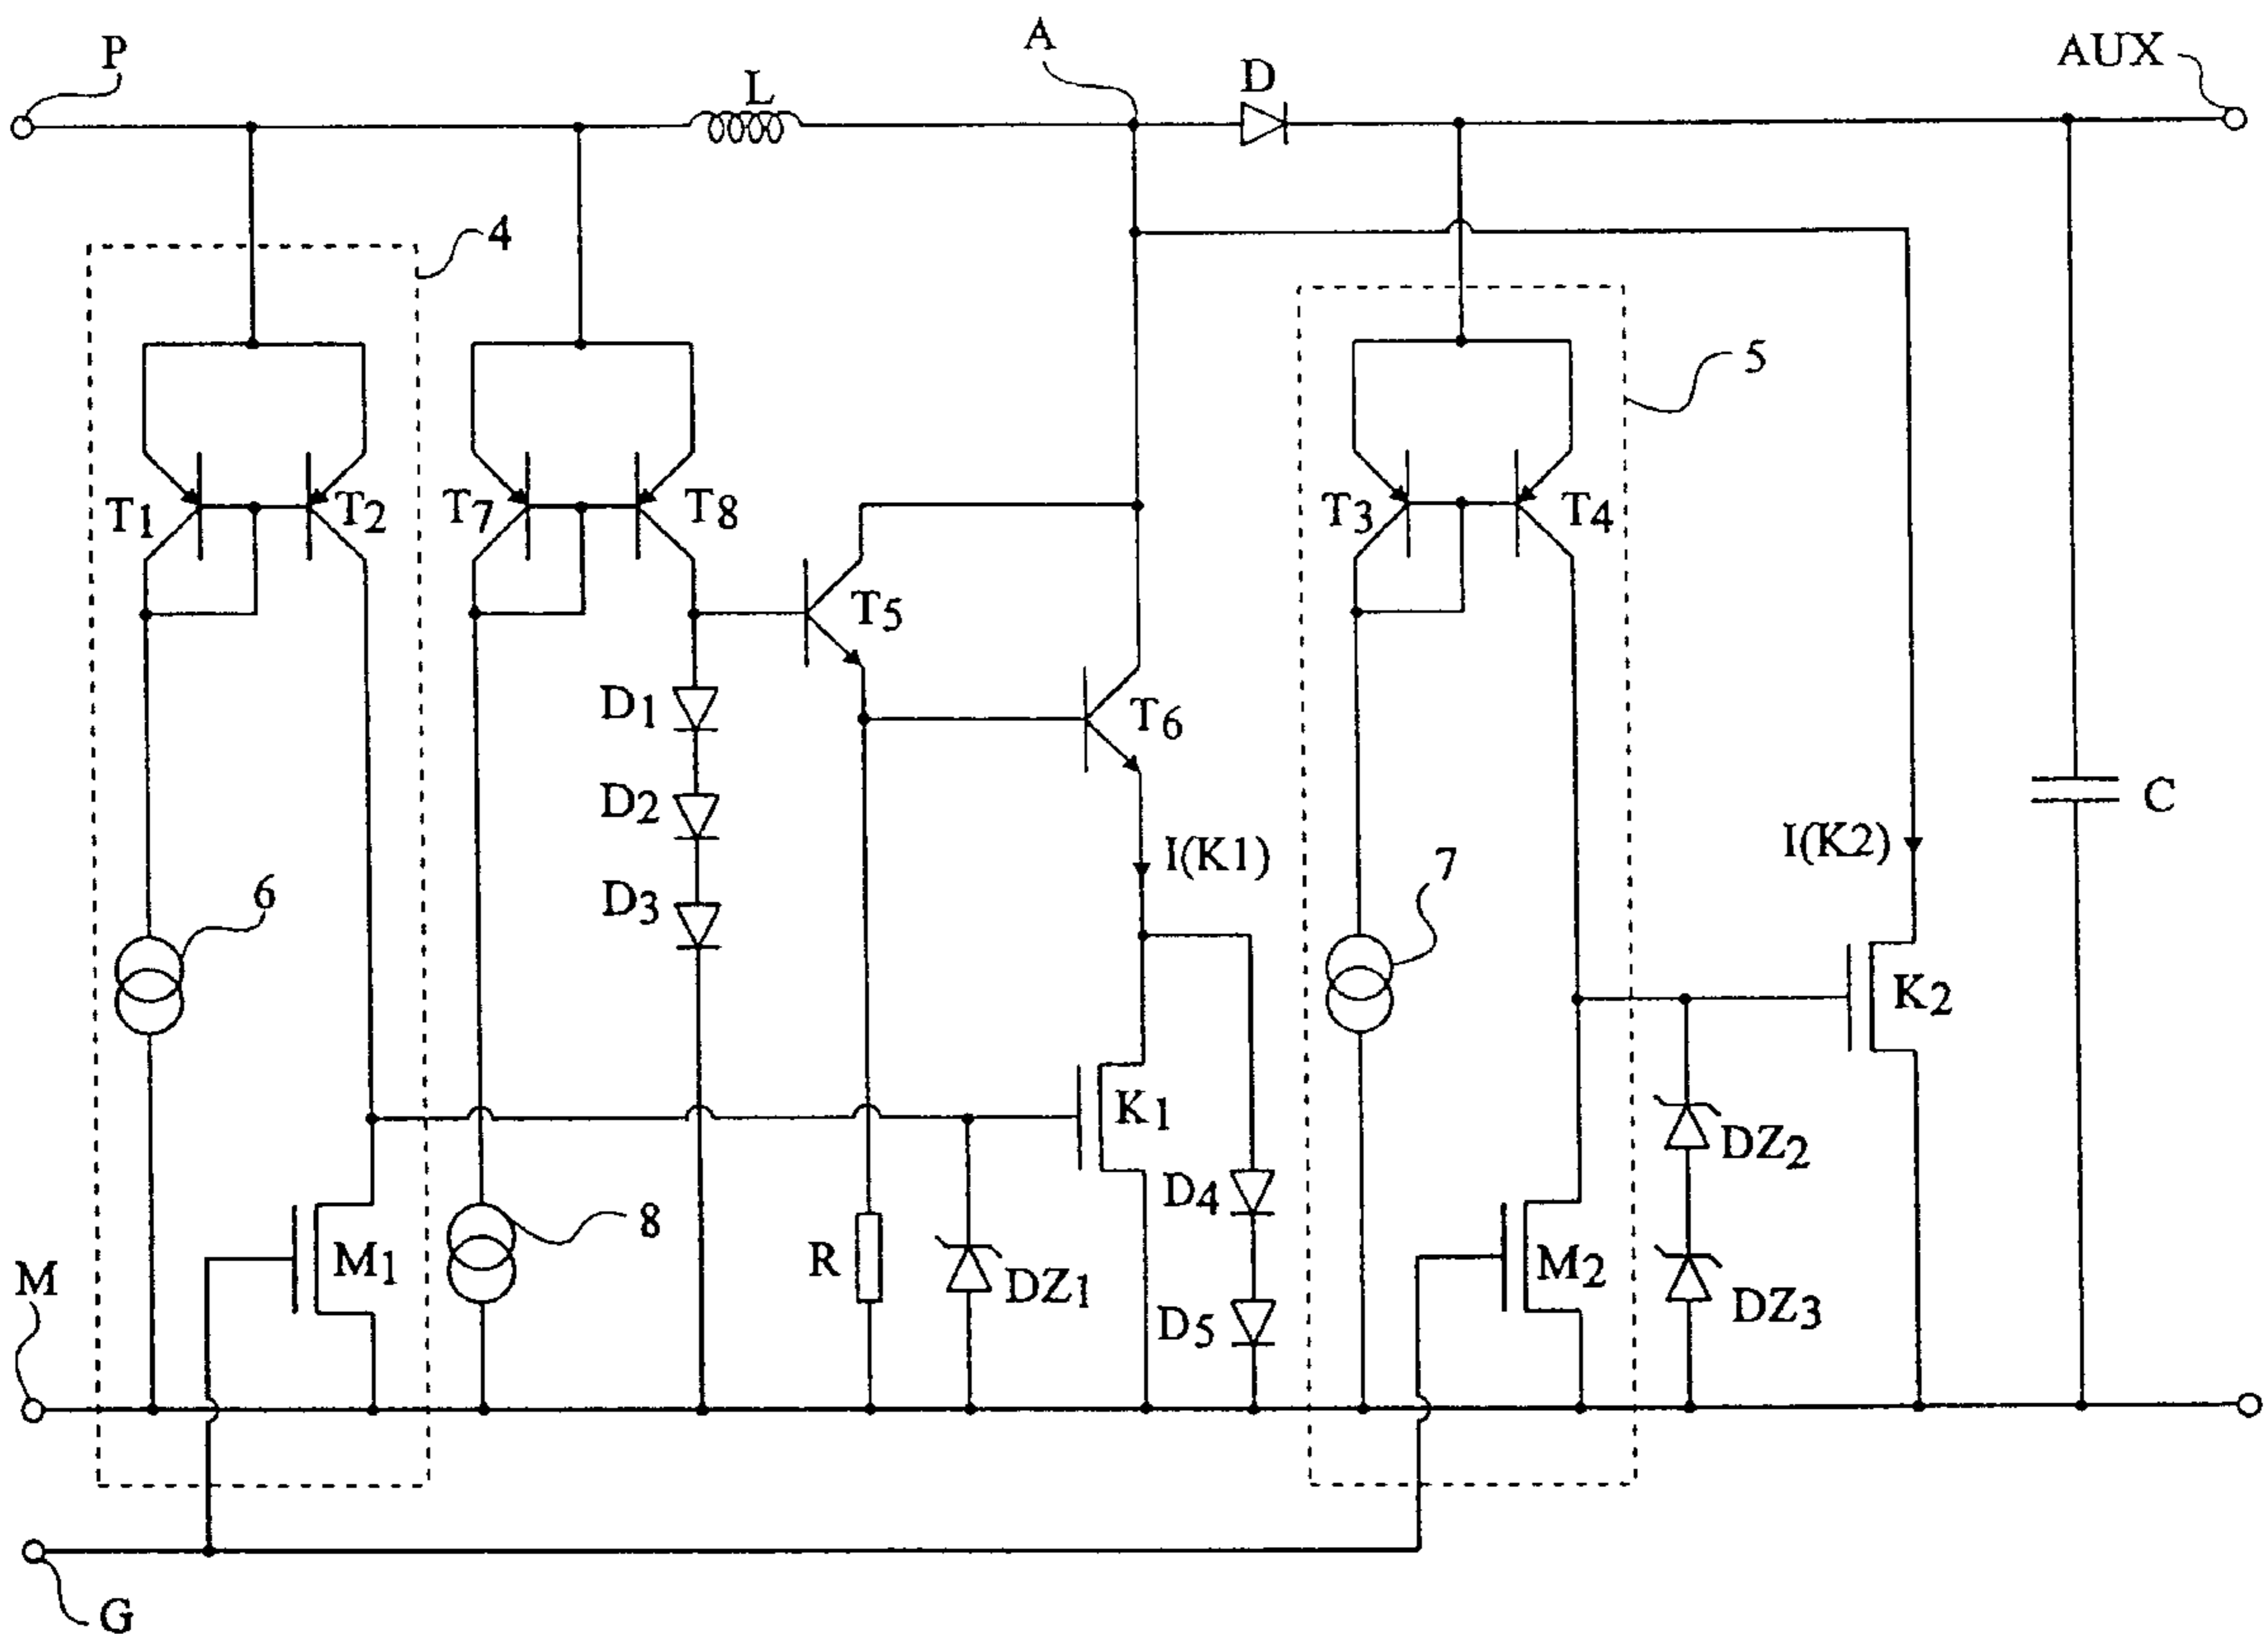 P
A
AUX
L
D
4
5
T1
T2
T7
T8
T3
T4
T5
D1
T6
D2
C
I(K1)
I(K2)
7
6
D3
K2
K1
DZ2
D4
8
R
M1
DZ1
M2
M
D5
DZ3
G